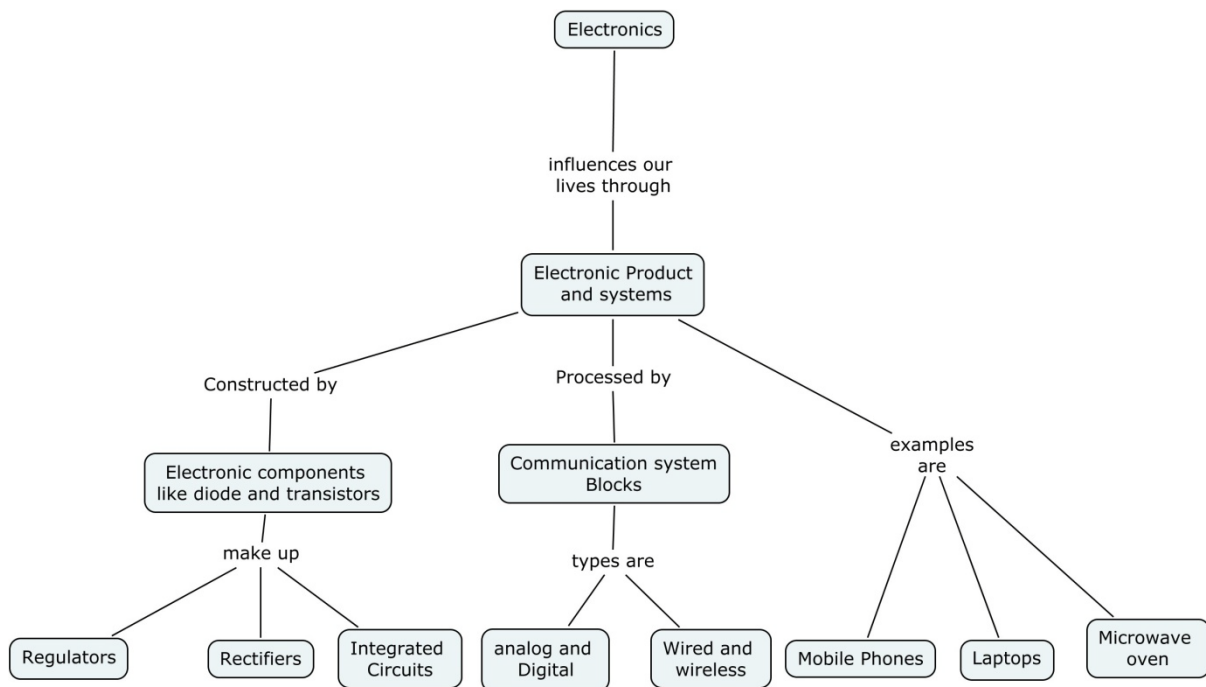 Electronics
influences our
lives through
Electronic Product
and systems
Constructed by
Processed by
examples
are
Electronic components
like diode and transistors
Communication system
Blocks
make up
types are
Regulators
Rectifiers
Integrated
Circuits
analog and
Digital
Wired and
wireless
Mobile Phones
Laptops
Microwave
oven